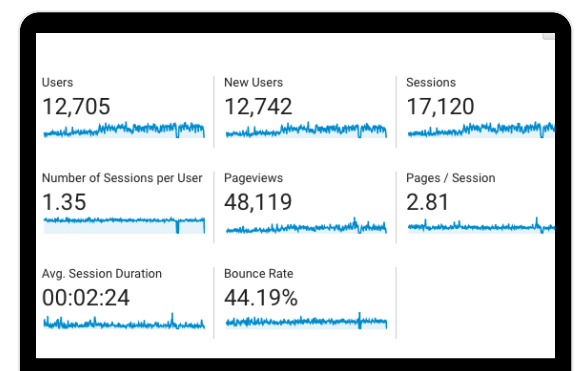 Users
New Users
Sessions
12,705
12,742
17,120
Number of Sessions per User
Pageviews
Pages / Session
1.35
48,119
2.81
Avg. Session Duration
Bounce Rate
00:02:24
44.19%